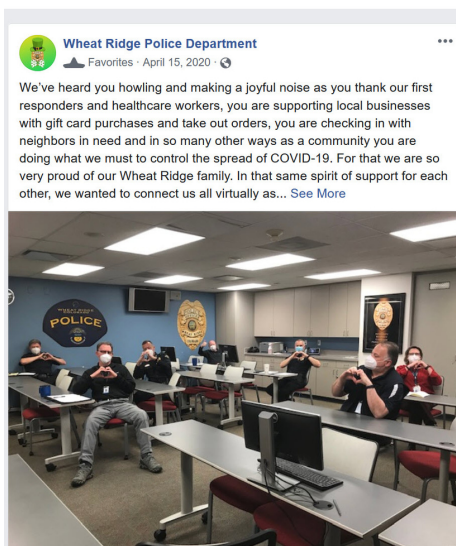 Wheat Ridge Police Department
Favorites · April 15, 2020 ·
We've heard you howling and making a joyful noise as you thank our first
responders and healthcare workers, you are supporting local businesses
with gift card purchases and take out orders, you are checking in with
neighbors in need and in so many other ways as a community you are
doing what we must to control the spread of COVID-19. For that we are so
very proud of our Wheat Ridge family. In that same spirit of support for each
other, we wanted to connect us all virtually as... See More
WHEAT RIDGE
POLICE